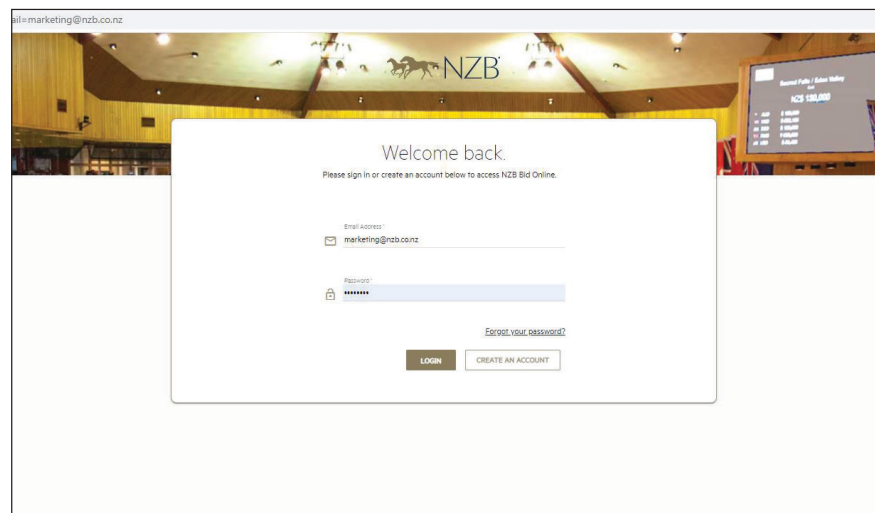 ail=marketing@nzb.co.nz
NZB
NZ$ 130,000
Welcome back.
Please sign in or create an account below to access NZB Bid Online.
Email Address *
marketing@nzb.co.nz
Password *
••••••••
Forgot your password?
LOGIN
CREATE AN ACCOUNT